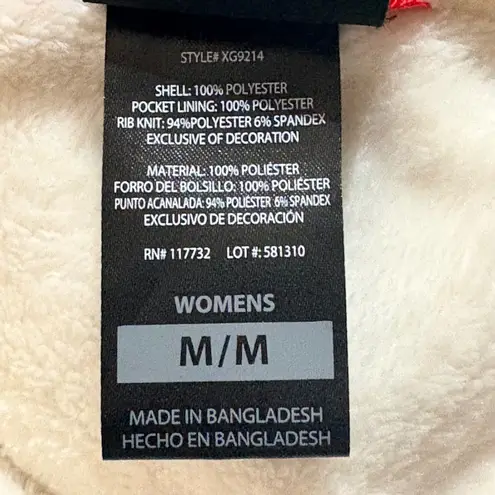 STYLE# XG9214
SHELL: 100% POLYESTER
POCKET LINING: 100% POLYESTER
RIB KNIT: 94%POLYESTER 6% SPANDEX
EXCLUSIVE OF DECORATION
MATERIAL: 100% POLIÉSTER
FORRO DEL BOLSILLO: 100% POLIÉSTER
PUNTO ACANALADA: 94% POLIÉSTER 6% SPANDEX
EXCLUSIVO DE DECORACIÓN
RN# 117732 LOT #: 581310
WOMENS
M/M
MADE IN BANGLADESH
HECHO EN BANGLADESH